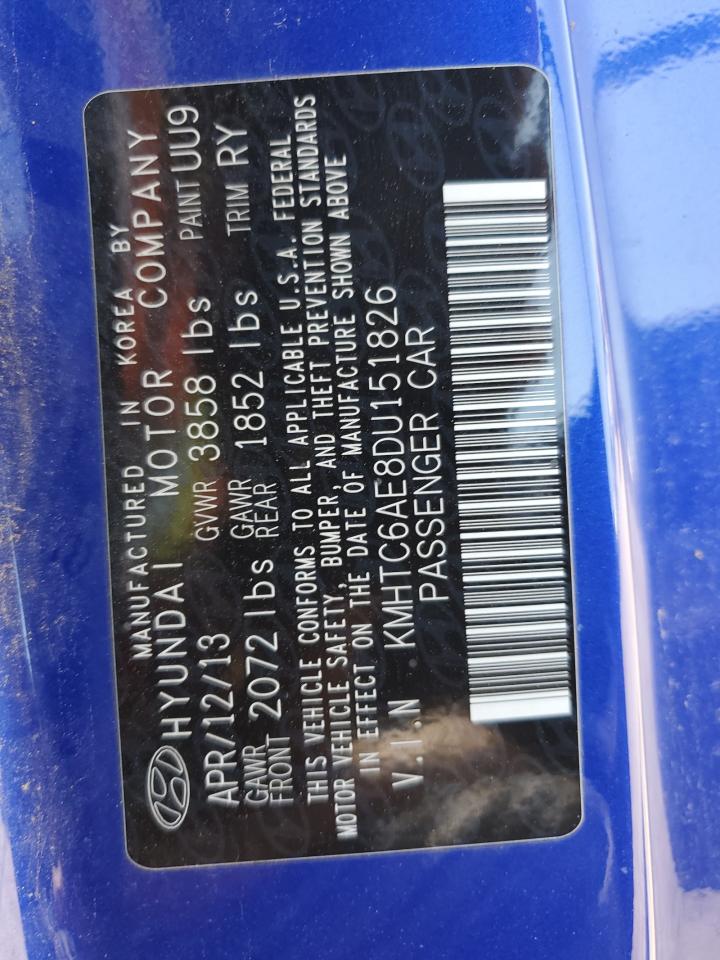 MANUFACTURED IN KOREA BY
HYUNDAI MOTOR COMPANY
APR/12/13 GVWR 3858 lbs PAINT UU9
GAWR FRONT 2072 lbs GAWR REAR 1852 lbs TRIM RY
THIS VEHICLE CONFORMS TO ALL APPLICABLE U.S.A. FEDERAL
MOTOR VEHICLE SAFETY, BUMPER, AND THEFT PREVENTION STANDARDS
IN EFFECT ON THE DATE OF MANUFACTURE SHOWN ABOVE
V.I.N KMHTC6AE8DU151826
PASSENGER CAR